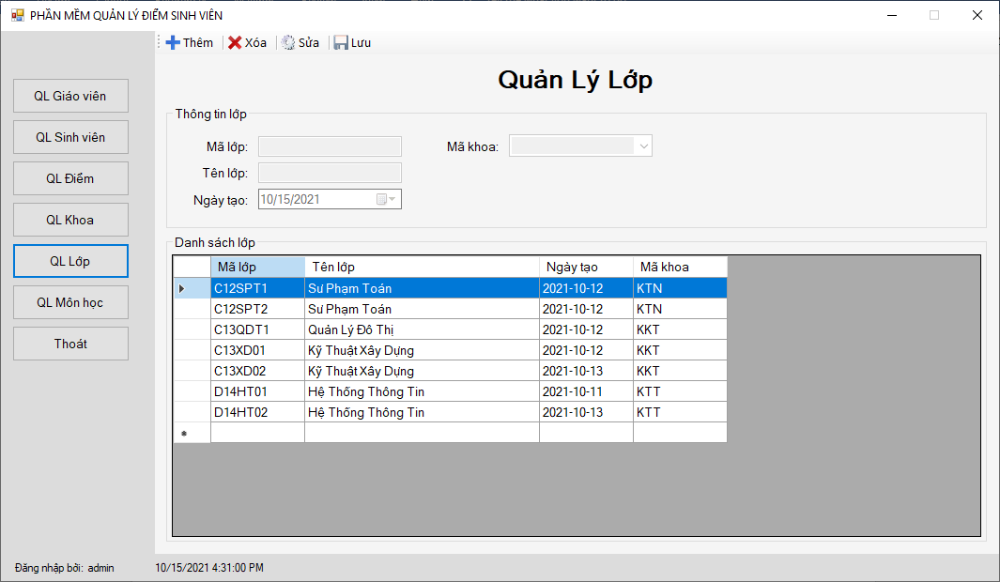 PHẦN MỀM QUẢN LÝ ĐIỂM SINH VIÊN
Thêm Xóa Sửa Lưu
QL Giáo viên
QL Sinh viên
QL Điểm
QL Khoa
QL Lớp
QL Môn học
Thoát
Quản Lý Lớp
Thông tin lớp
Mã lớp: Mã khoa:
Tên lớp:
Ngày tạo: 10/15/2021
Danh sách lớp
Mã lớp Tên lớp Ngày tạo Mã khoa
C12SPT1 Sư Phạm Toán 2021-10-12 KTN
C12SPT2 Sư Phạm Toán 2021-10-12 KTN
C13QDT1 Quản Lý Đô Thị 2021-10-12 KKT
C13XD01 Kỹ Thuật Xây Dựng 2021-10-12 KKT
C13XD02 Kỹ Thuật Xây Dựng 2021-10-13 KKT
D14HT01 Hệ Thống Thông Tin 2021-10-11 KTT
D14HT02 Hệ Thống Thông Tin 2021-10-13 KTT
Đăng nhập bởi: admin 10/15/2021 4:31:00 PM